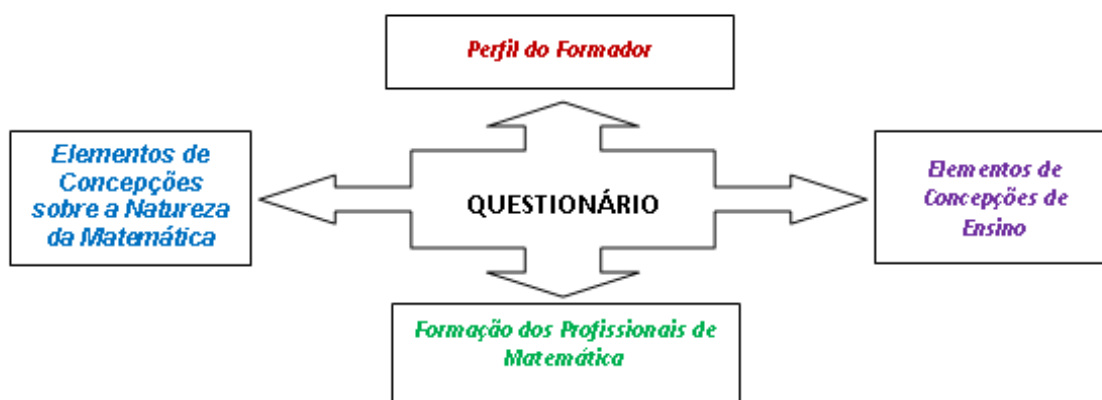 Perfil do Formador
Elementos de
Concepções
sobre a Natureza
da Matemática
QUESTIONÁRIO
Elementos de
Concepções de
Ensino
Formação dos Profissionais de
Matemática